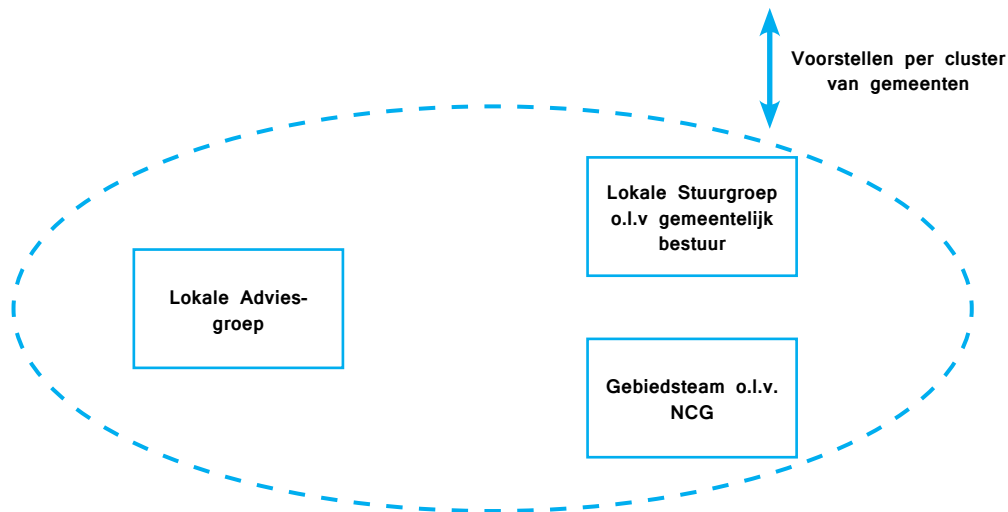 Voorstellen per cluster
van gemeenten
Lokale Stuurgroep
o.l.v gemeentelijk
bestuur
Lokale Advies-
groep
Gebiedsteam o.l.v.
NCG